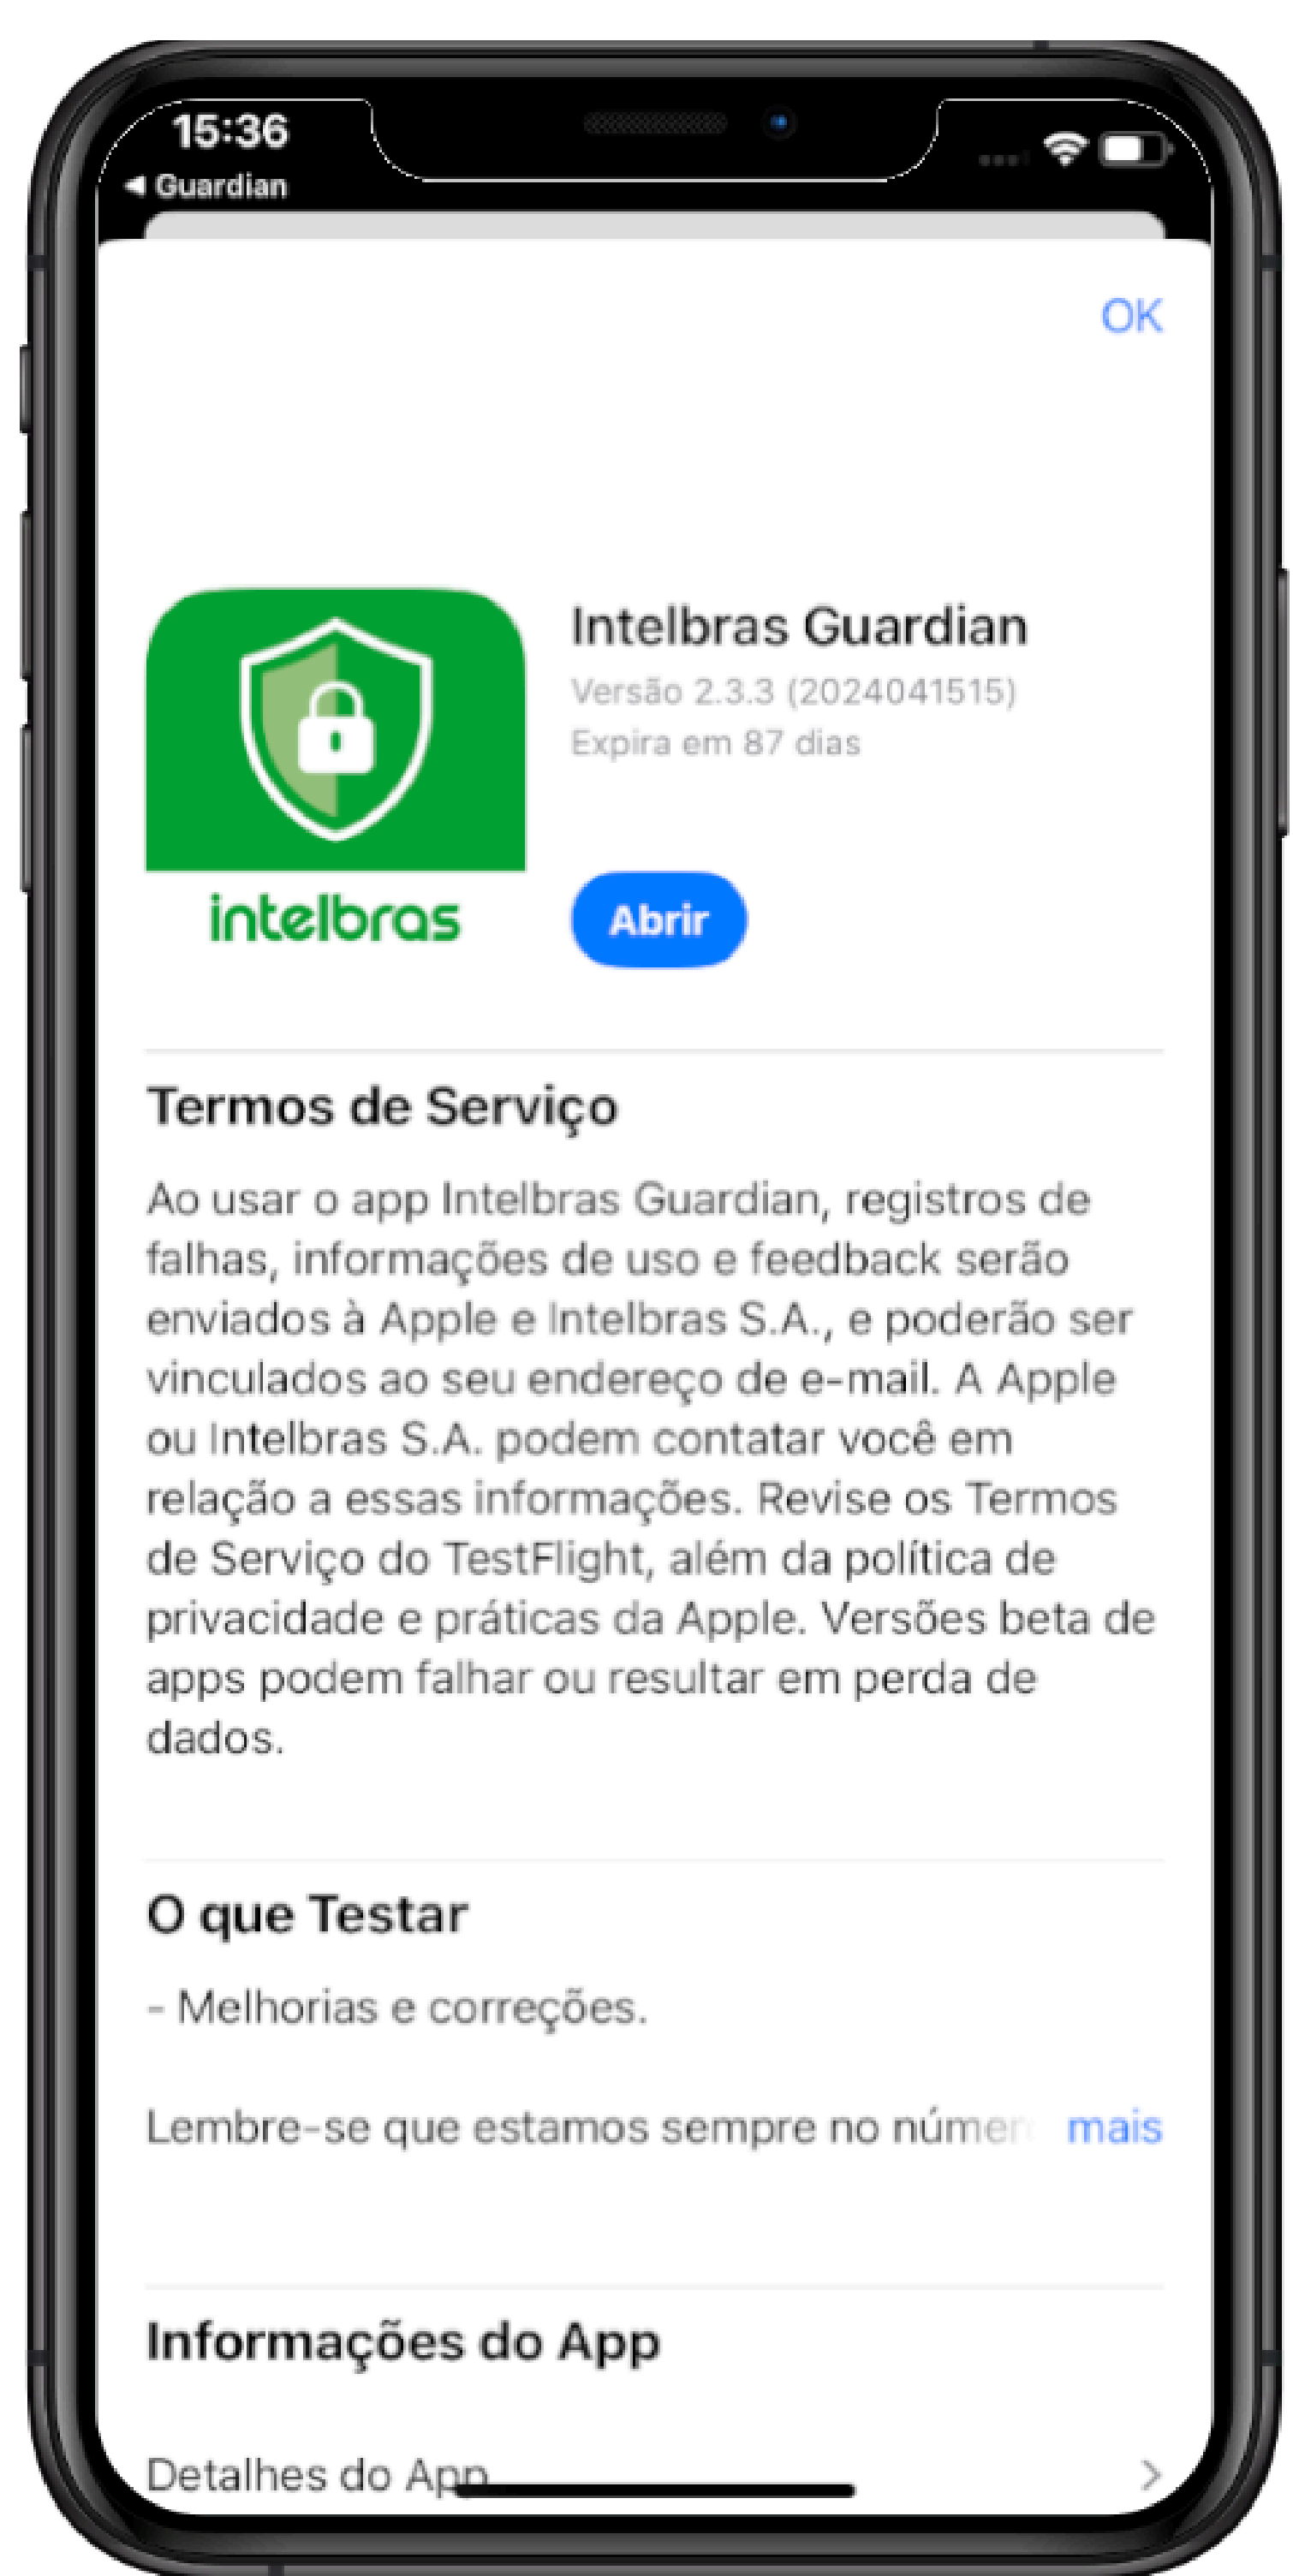 15:36
◀ Guardian
OK
Intelbras Guardian
Versão 2.3.3 (2024041515)
Expira em 87 dias
intelbras
Abrir
Termos de Serviço
Ao usar o app Intelbras Guardian, registros de
falhas, informações de uso e feedback serão
enviados à Apple e Intelbras S.A., e poderão ser
vinculados ao seu endereço de e-mail. A Apple
ou Intelbras S.A. podem contatar você em
relação a essas informações. Revise os Termos
de Serviço do TestFlight, além da política de
privacidade e práticas da Apple. Versões beta de
apps podem falhar ou resultar em perda de
dados.
O que Testar
- Melhorias e correções.
Lembre-se que estamos sempre no númer mais
Informações do App
Detalhes do App